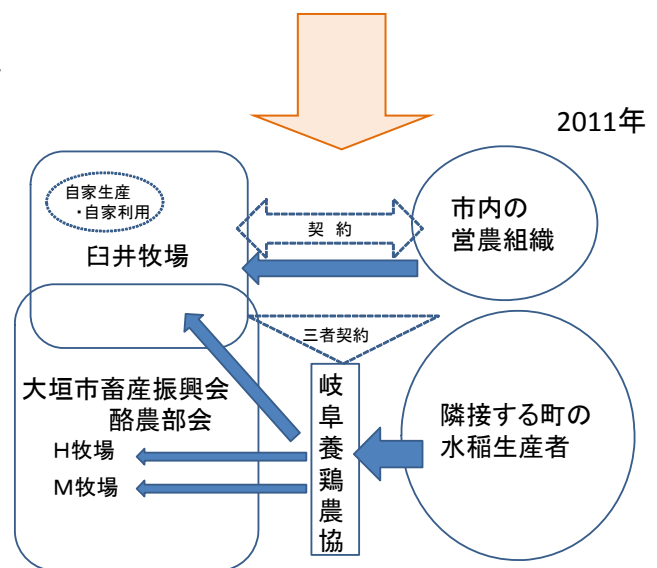 2011年
自家生産
・自家利用
臼井牧場
契 約
市内の
営農組織
三者契約
大垣市畜産振興会
酪農部会
H牧場
M牧場
岐阜養鶏農協
隣接する町の
水稲生産者